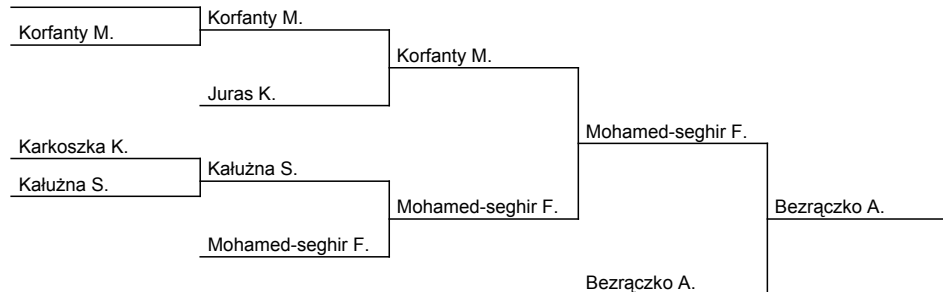 Korfanty M.
Korfanty M.
Korfanty M.
Juras K.
Mohamed-seghir F.
Karkoszka K.
Kałużna S.
Kałużna S.
Mohamed-seghir F.
Bezrączko A.
Mohamed-seghir F.
Bezrączko A.